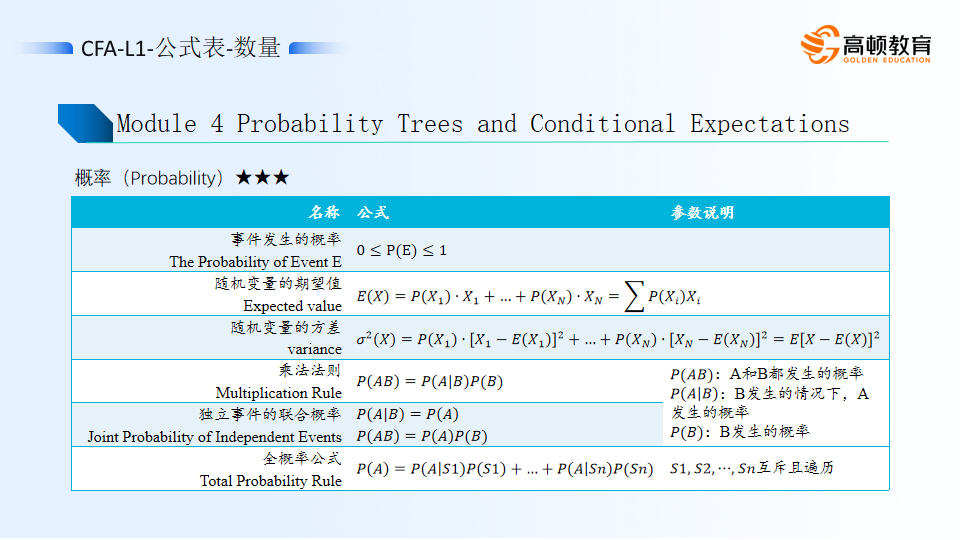 CFA-L1-公式表-数量
高顿教育
GOLDEN EDUCATION
Module 4 Probability Trees and Conditional Expectations
概率（Probability）★★★
名称 公式 参数说明
事件发生的概率
The Probability of Event E
0 ≤ P(E) ≤ 1
随机变量的期望值
Expected value
E(X) = P(X₁) · X₁ + … + P(X_N) · X_N = ∑ P(Xᵢ)Xᵢ
随机变量的方差
variance
σ²(X) = P(X₁) · [X₁ − E(X₁)]² + … + P(X_N) · [X_N − E(X_N)]² = E[X − E(X)]²
乘法法则
Multiplication Rule
P(AB) = P(A|B)P(B)
独立事件的联合概率
Joint Probability of Independent Events
P(A|B) = P(A)
P(AB) = P(A)P(B)
P(AB)：A和B都发生的概率
P(A|B)：B发生的情况下，A
发生的概率
P(B)：B发生的概率
全概率公式
Total Probability Rule
P(A) = P(A|S1)P(S1) + … + P(A|Sn)P(Sn)
S1, S2, ⋯, Sn互斥且遍历